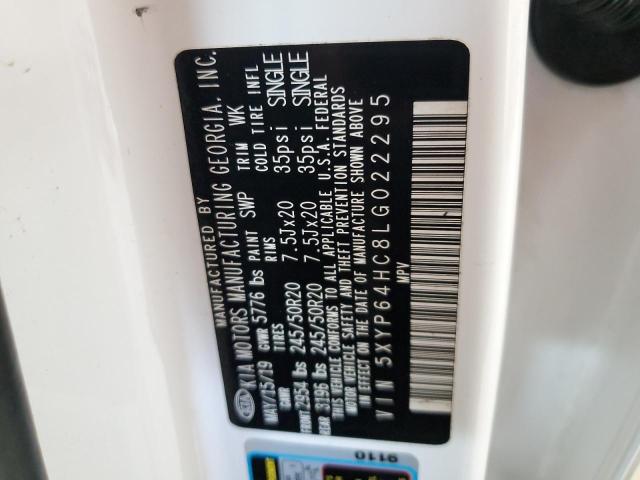 MANUFACTURED BY
KIA KIA MOTORS MANUFACTURING GEORGIA, INC.
MAY/15/19 GVWR 5776 lbs PAINT SWP TRIM WK
GAWR TIRES RIMS COLD TIRE INFL
FRONT 2954 lbs 245/50R20 7.5Jx20 35psi SINGLE
REAR 3196 lbs 245/50R20 7.5Jx20 35psi SINGLE
THIS VEHICLE CONFORMS TO ALL APPLICABLE U.S.A. FEDERAL
MOTOR VEHICLE SAFETY AND THEFT PREVENTION STANDARDS
IN EFFECT ON THE DATE OF MANUFACTURE SHOWN ABOVE
VIN 5XYP64HC8LG022295
MPV
9110